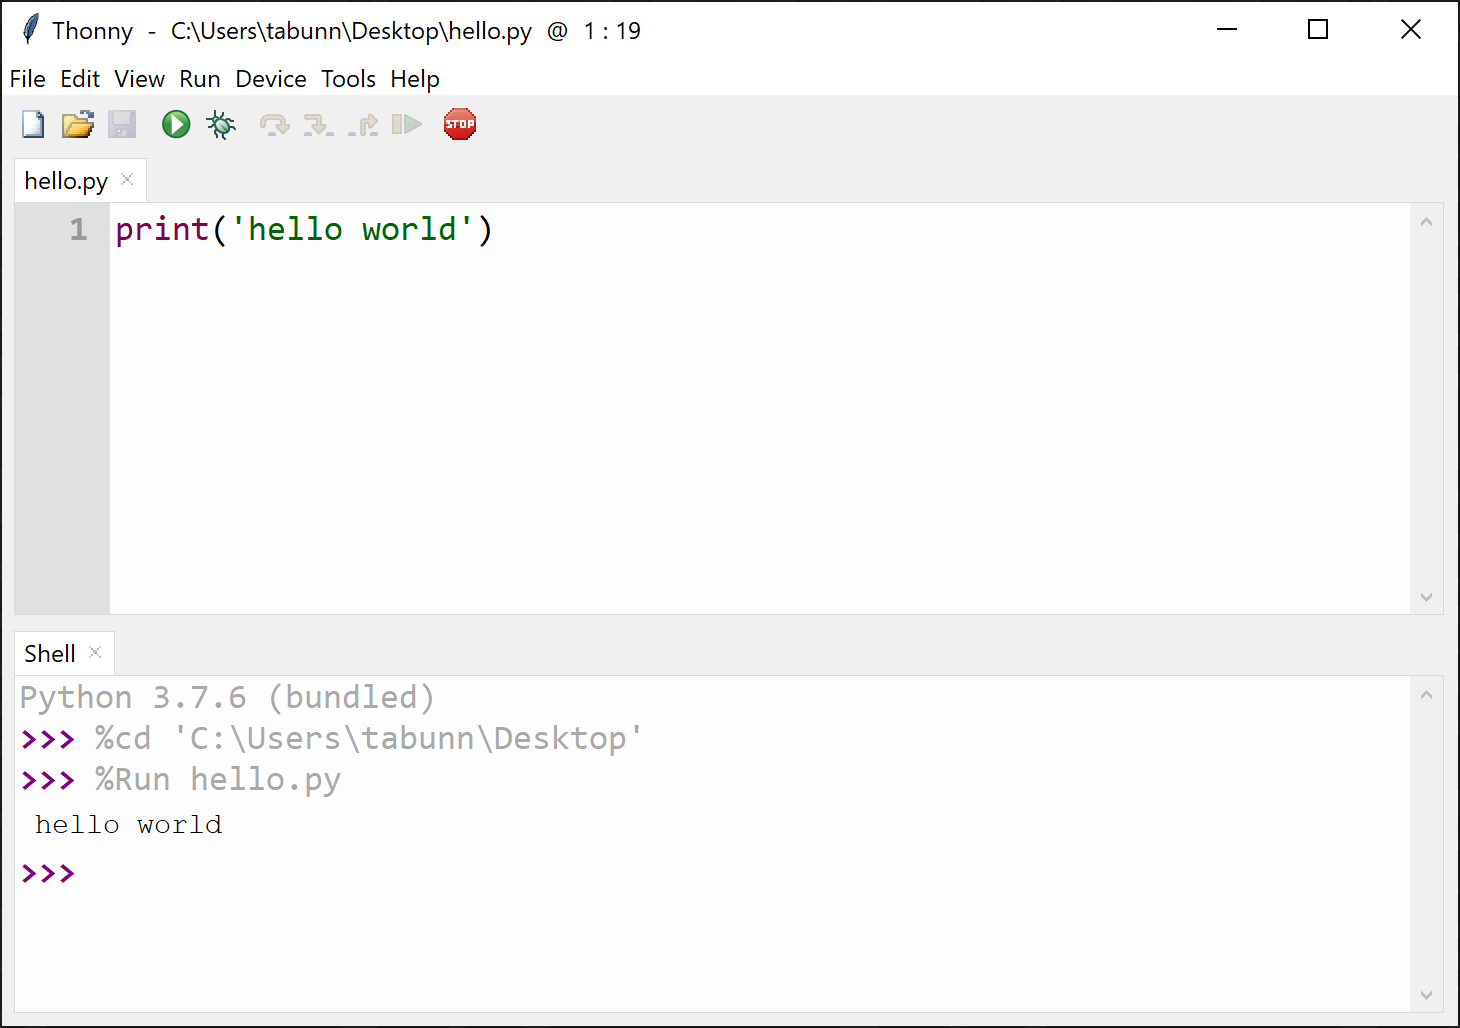 Thonny - C:\Users\tabunn\Desktop\hello.py @ 1 : 19
File Edit View Run Device Tools Help
STOP
hello.py
1 print('hello world')
Shell
Python 3.7.6 (bundled)
>>> %cd 'C:\Users\tabunn\Desktop'
>>> %Run hello.py
hello world
>>>